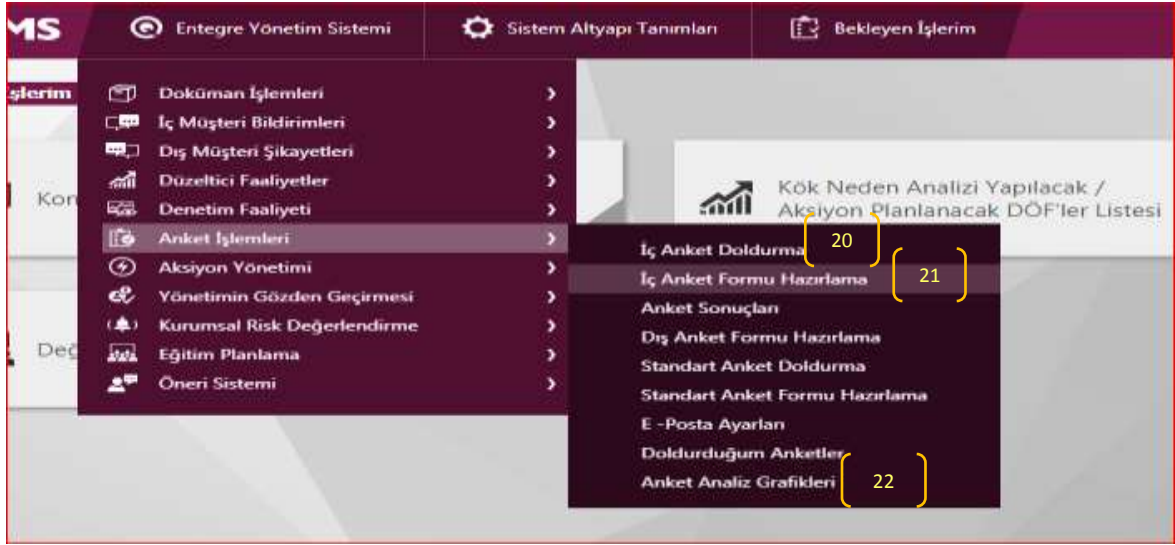 MS Entegre Yönetim Sistemi Sistem Altyapı Tanımları Bekleyen İşlerim
şlerim
Doküman İşlemleri
İç Müşteri Bildirimleri
Dış Müşteri Şikayetleri
Düzeltici Faaliyetler
Denetim Faaliyeti
Anket İşlemleri
Aksiyon Yönetimi
Yönetimin Gözden Geçirmesi
Kurumsal Risk Değerlendirme
Eğitim Planlama
Öneri Sistemi
Kon
Değ
Kök Neden Analizi Yapılacak /
Aksiyon Planlanacak DÖF'ler Listesi
İç Anket Doldurma 20
İç Anket Formu Hazırlama 21
Anket Sonuçları
Dış Anket Formu Hazırlama
Standart Anket Doldurma
Standart Anket Formu Hazırlama
E -Posta Ayarları
Doldurduğum Anketler
Anket Analiz Grafikleri 22